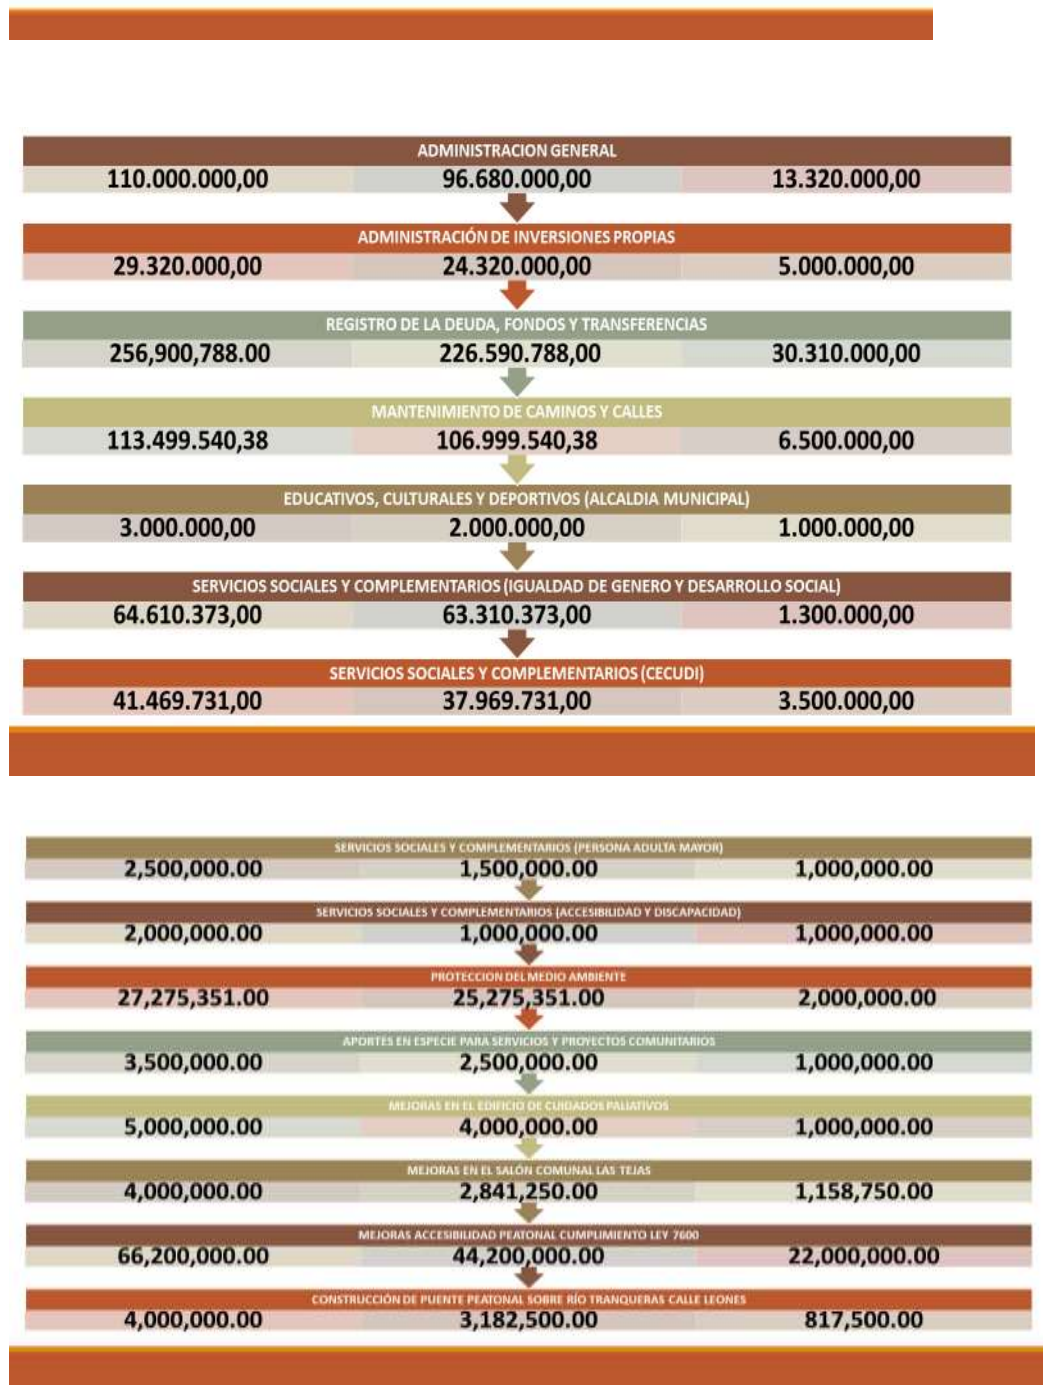 ADMINISTRACION GENERAL
110.000.000,00 96.680.000,00 13.320.000,00
ADMINISTRACIÓN DE INVERSIONES PROPIAS
29.320.000,00 24.320.000,00 5.000.000,00
REGISTRO DE LA DEUDA, FONDOS Y TRANSFERENCIAS
256,900,788.00 226.590.788,00 30.310.000,00
MANTENIMIENTO DE CAMINOS Y CALLES
113.499.540,38 106.999.540,38 6.500.000,00
EDUCATIVOS, CULTURALES Y DEPORTIVOS (ALCALDIA MUNICIPAL)
3.000.000,00 2.000.000,00 1.000.000,00
SERVICIOS SOCIALES Y COMPLEMENTARIOS (IGUALDAD DE GENERO Y DESARROLLO SOCIAL)
64.610.373,00 63.310.373,00 1.300.000,00
SERVICIOS SOCIALES Y COMPLEMENTARIOS (CECUDI)
41.469.731,00 37.969.731,00 3.500.000,00
SERVICIOS SOCIALES Y COMPLEMENTARIOS (PERSONA ADULTA MAYOR)
2,500,000.00 1,500,000.00 1,000,000.00
SERVICIOS SOCIALES Y COMPLEMENTARIOS (ACCESIBILIDAD Y DISCAPACIDAD)
2,000,000.00 1,000,000.00 1,000,000.00
PROTECCION DEL MEDIO AMBIENTE
27,275,351.00 25,275,351.00 2,000,000.00
APORTES EN ESPECIE PARA SERVICIOS Y PROYECTOS COMUNITARIOS
3,500,000.00 2,500,000.00 1,000,000.00
MEJORAS EN EL EDIFICIO DE CUIDADOS PALIATIVOS
5,000,000.00 4,000,000.00 1,000,000.00
MEJORAS EN EL SALÓN COMUNAL LAS TEJAS
4,000,000.00 2,841,250.00 1,158,750.00
MEJORAS ACCESIBILIDAD PEATONAL CUMPLIMIENTO LEY 7600
66,200,000.00 44,200,000.00 22,000,000.00
CONSTRUCCIÓN DE PUENTE PEATONAL SOBRE RÍO TRANQUERAS CALLE LEONES
4,000,000.00 3,182,500.00 817,500.00